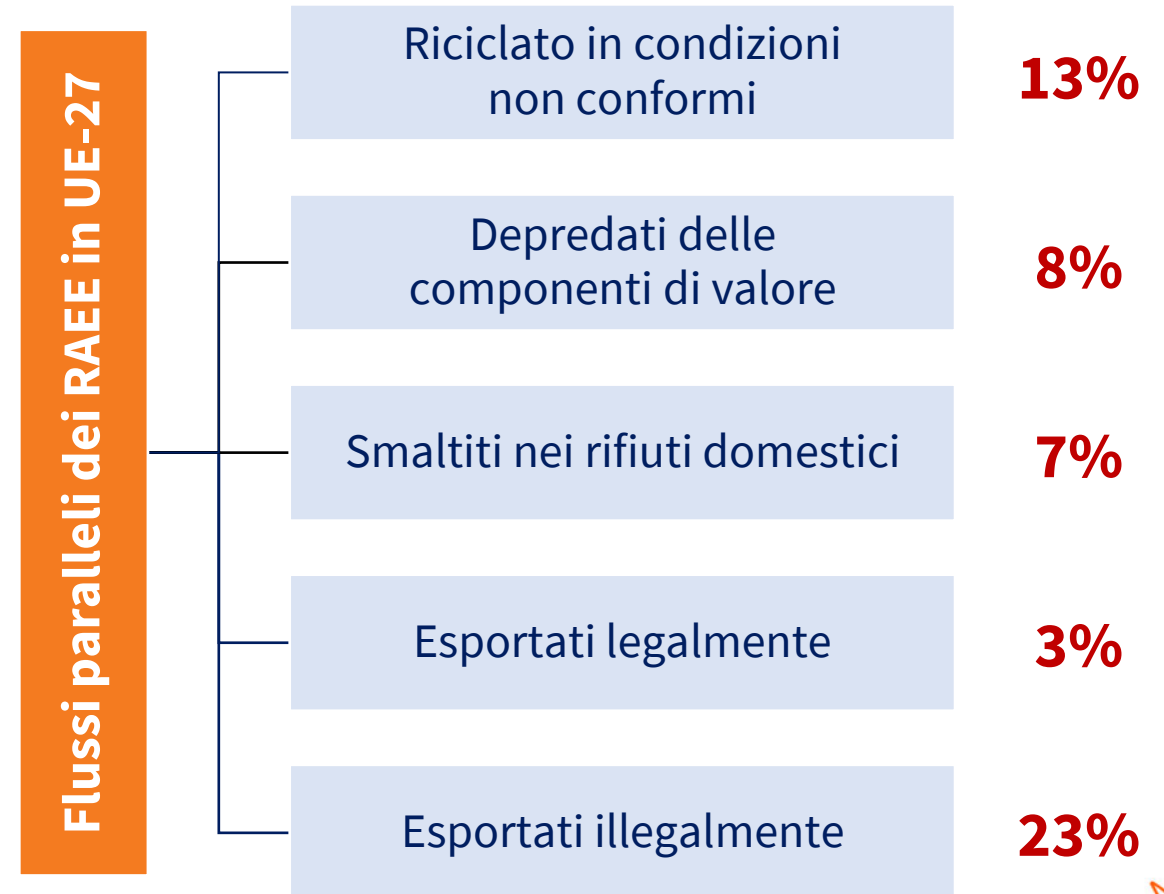 Flussi paralleli dei RAEE in UE-27
Riciclato in condizioni
non conformi
13%
Depredati delle
componenti di valore
8%
Smaltiti nei rifiuti domestici
7%
Esportati legalmente
3%
Esportati illegalmente
23%